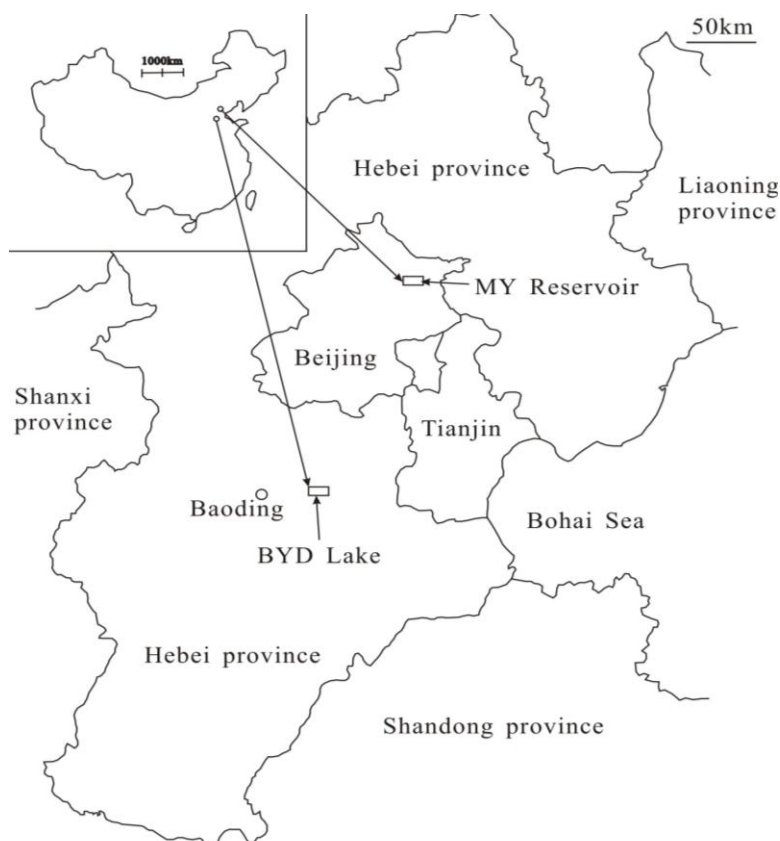 50km
1000km
Hebei province
Liaoning
province
MY Reservoir
Beijing
Shanxi
province
Tianjin
Baoding
Bohai Sea
BYD Lake
Hebei province
Shandong province